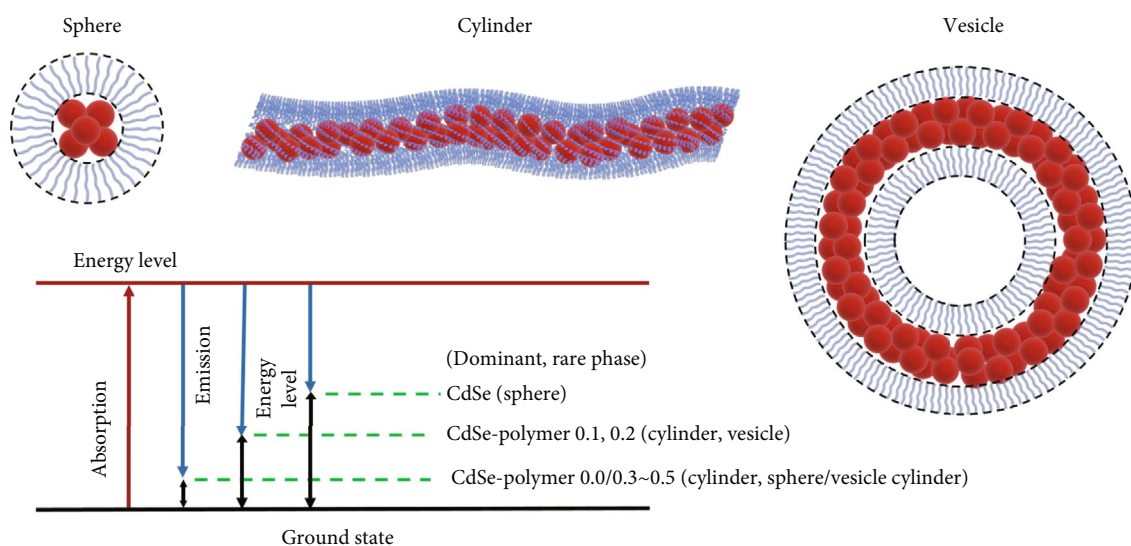 Sphere
Cylinder
Vesicle
Energy level
Absorption
Emission
Energy
level
(Dominant, rare phase)
CdSe (sphere)
CdSe-polymer 0.1, 0.2 (cylinder, vesicle)
CdSe-polymer 0.0/0.3~0.5 (cylinder, sphere/vesicle cylinder)
Ground state